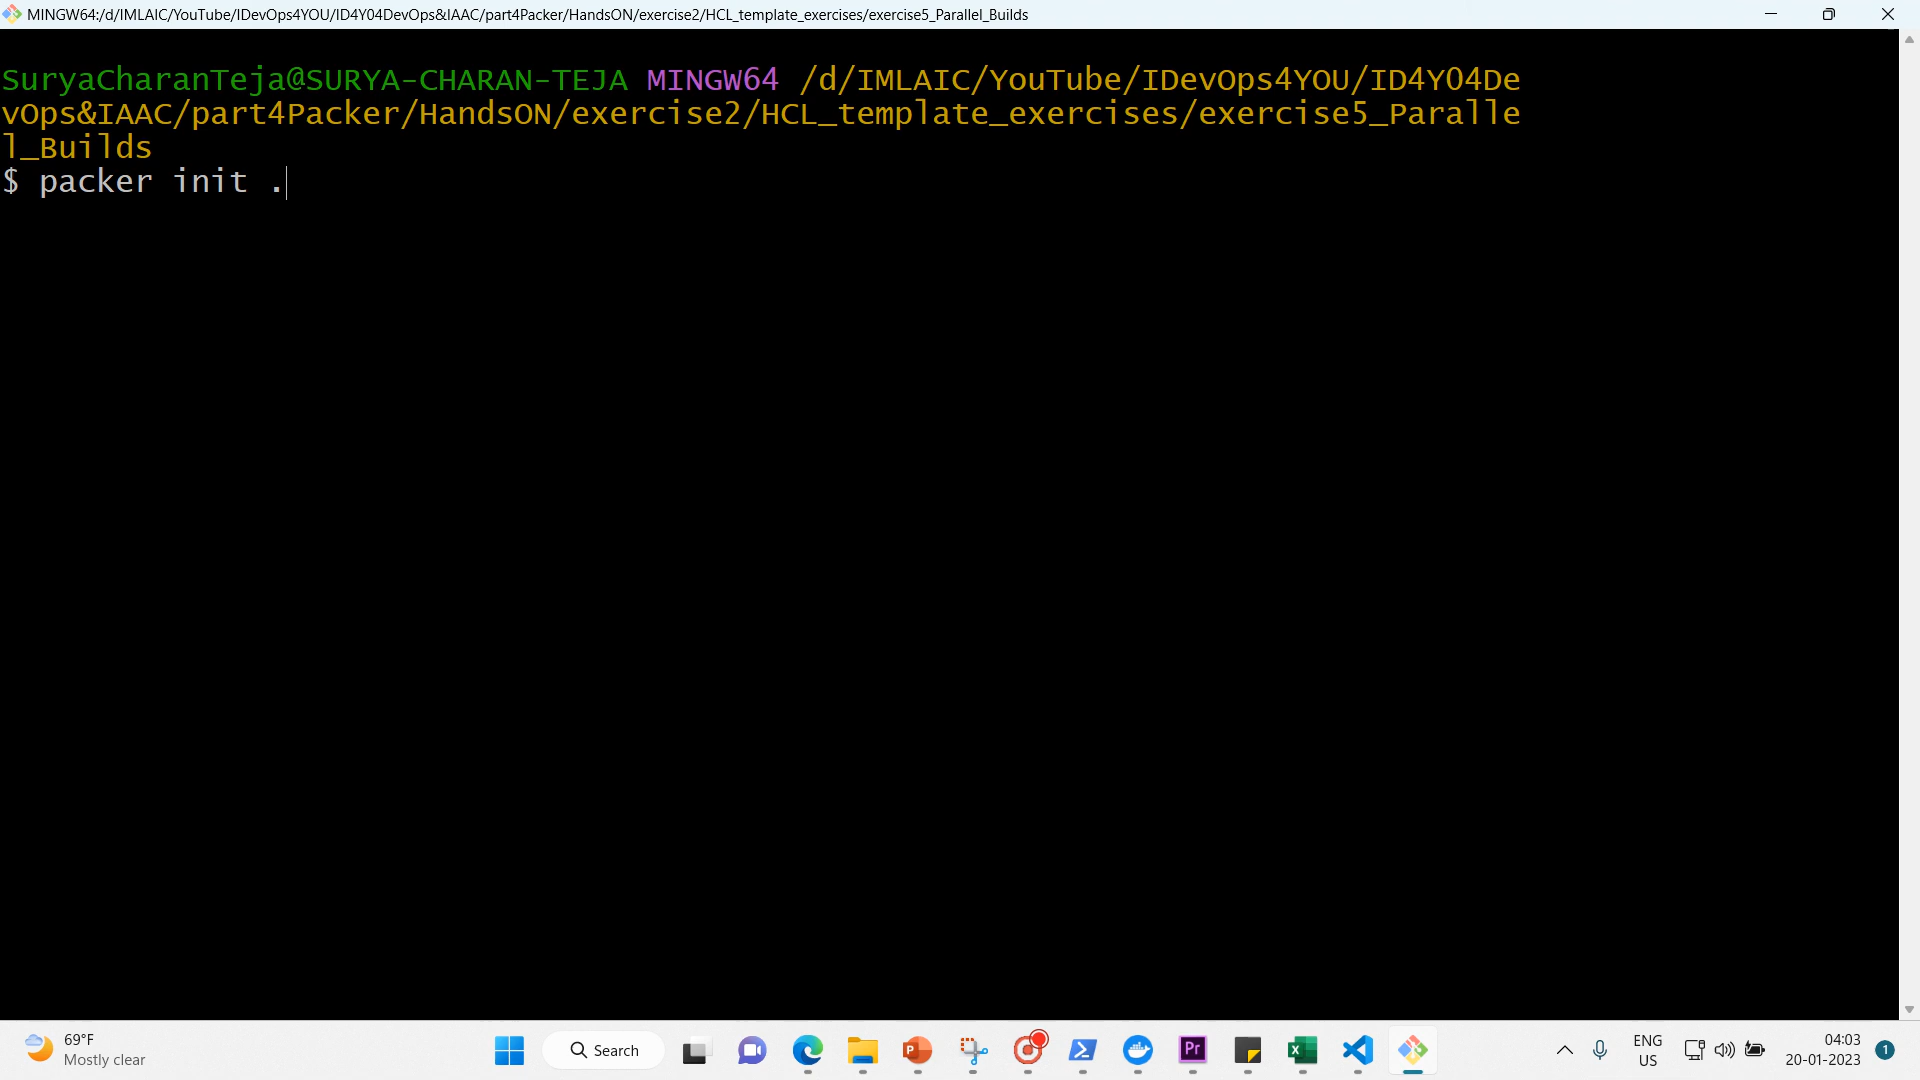 MINGW64:/d/IMLAIC/YouTube/IDevOps4YOU/ID4Y04DevOps&IAAC/part4Packer/HandsON/exercise2/HCL_template_exercises/exercise5_Parallel_Builds
SuryaCharanTeja@SURYA-CHARAN-TEJA MINGW64 /d/IMLAIC/YouTube/IDevOps4YOU/ID4Y04De
vOps&IAAC/part4Packer/HandsON/exercise2/HCL_template_exercises/exercise5_Paralle
l_Builds
$ packer init .
69°F
Mostly clear
Search
P
Pr
X
ENG
US
04:03
20-01-2023
1